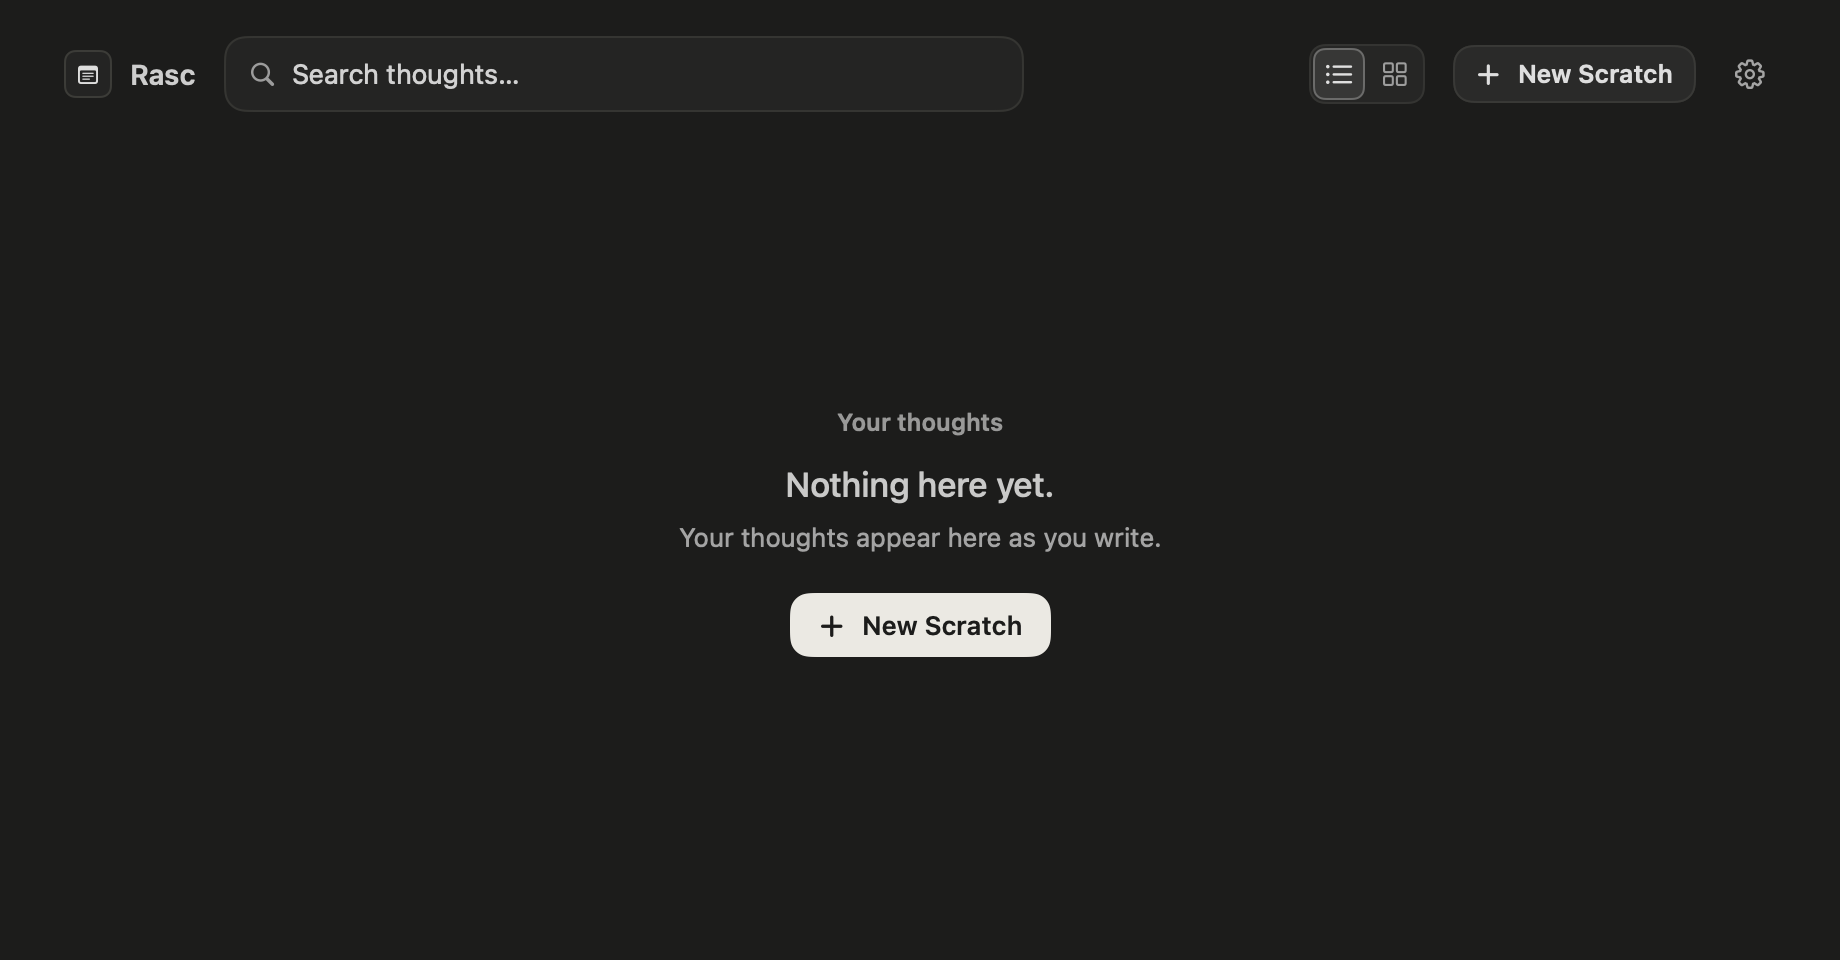 Rasc
Search thoughts...
New Scratch
Your thoughts
Nothing here yet.
Your thoughts appear here as you write.
New Scratch